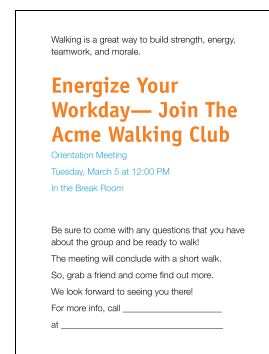 Walking is a great way to build strength, energy,
teamwork, and morale.
Energize Your
Workday— Join The
Acme Walking Club
Orientation Meeting
Tuesday, March 5 at 12:00 PM
In the Break Room
Be sure to come with any questions that you have
about the group and be ready to walk!
The meeting will conclude with a short walk.
So, grab a friend and come find out more.
We look forward to seeing you there!
For more info, call ____________________
at ____________________